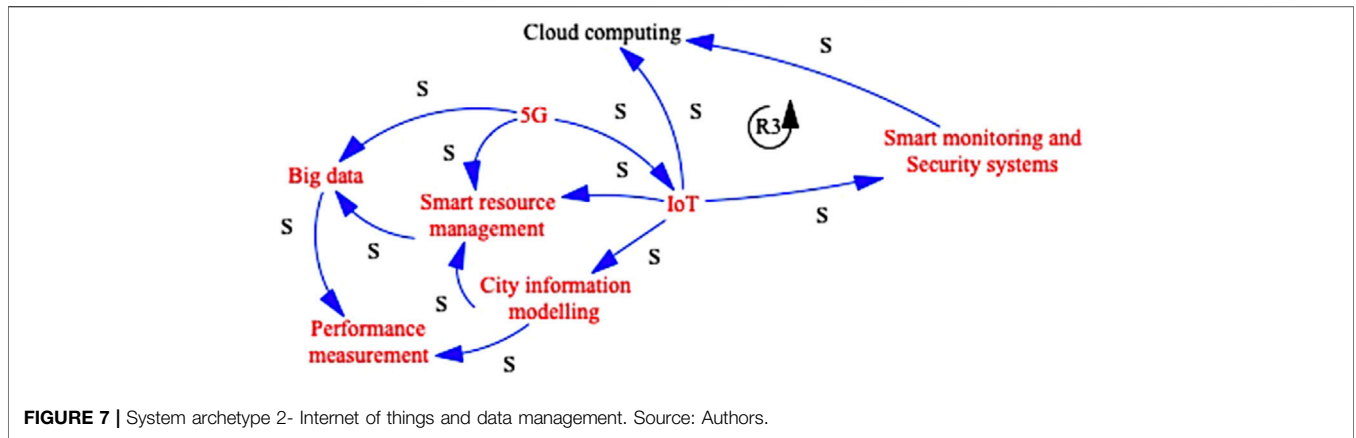 Cloud computing
S
S
5G
S
S
R3
Smart monitoring and
Security systems
S
S
Big data
Smart resource
management
IoT
S
S
S
S
City information
modelling
S
Performance
measurement
S
FIGURE 7 | System archetype 2- Internet of things and data management. Source: Authors.